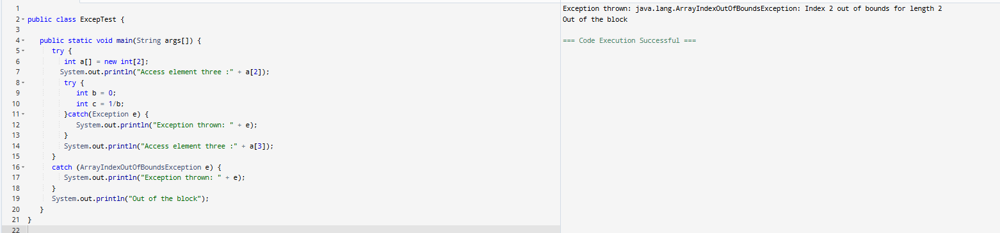 1
2 public class ExcepTest {
3
4 public static void main(String args[]) {
5 try {
6 int a[] = new int[2];
7 System.out.println("Access element three :" + a[2]);
8 try {
9 int b = 0;
10 int c = 1/b;
11 }catch(Exception e) {
12 System.out.println("Exception thrown: " + e);
13 }
14 System.out.println("Access element three :" + a[3]);
15 }
16 catch (ArrayIndexOutOfBoundsException e) {
17 System.out.println("Exception thrown: " + e);
18 }
19 System.out.println("Out of the block");
20 }
21 }
22
Exception thrown: java.lang.ArrayIndexOutOfBoundsException: Index 2 out of bounds for length 2
Out of the block
=== Code Execution Successful ===